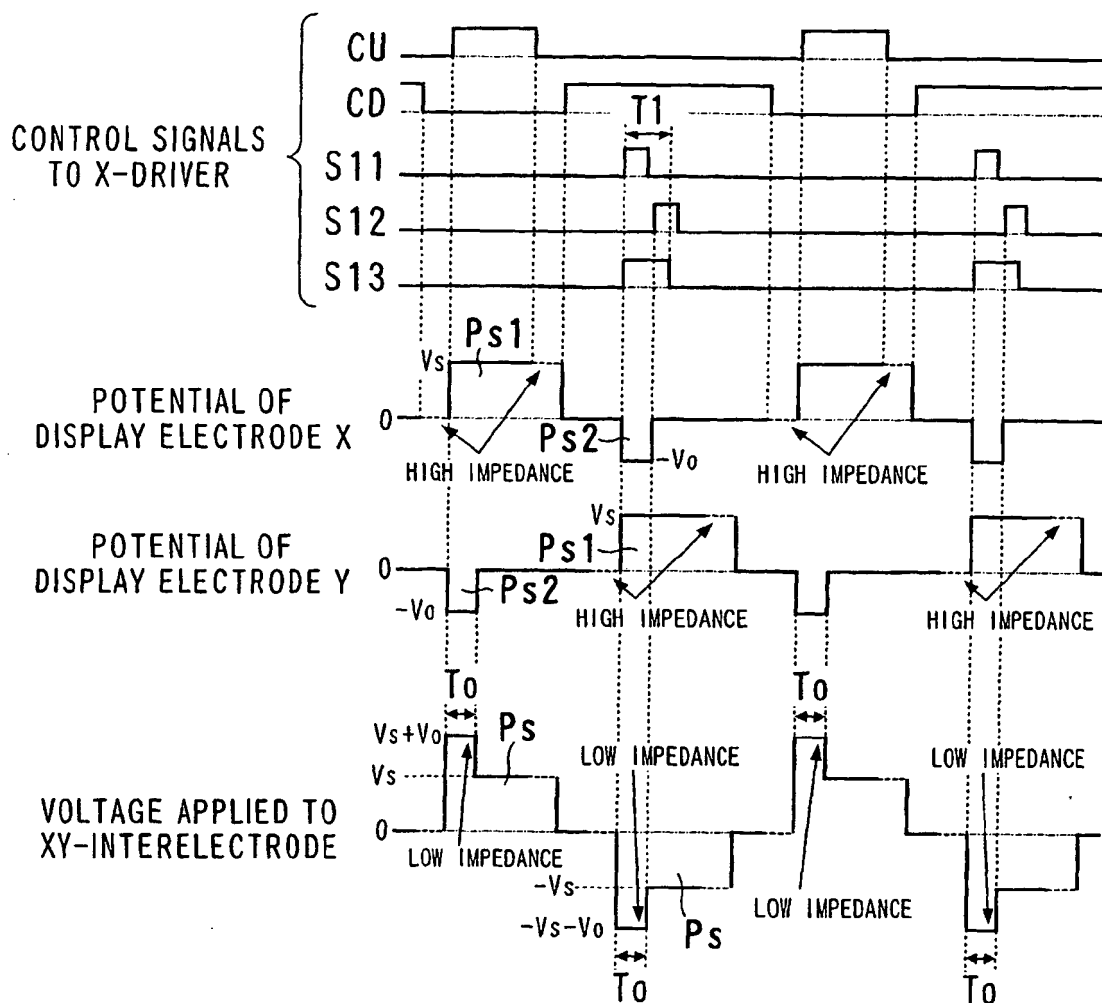 CU
CD
T1
CONTROL SIGNALS
TO X-DRIVER
S11
S12
S13
Ps1
Vs
POTENTIAL OF
DISPLAY ELECTRODE X
0
Ps2
-Vo
HIGH IMPEDANCE
HIGH IMPEDANCE
Vs
Ps1
POTENTIAL OF
DISPLAY ELECTRODE Y
0
Ps2
-Vo
HIGH IMPEDANCE
HIGH IMPEDANCE
To
To
Vs+Vo
Ps
LOW IMPEDANCE
LOW IMPEDANCE
Vs
VOLTAGE APPLIED TO
XY-INTERELECTRODE
0
LOW IMPEDANCE
-Vs
LOW IMPEDANCE
-Vs-Vo
Ps
To
To